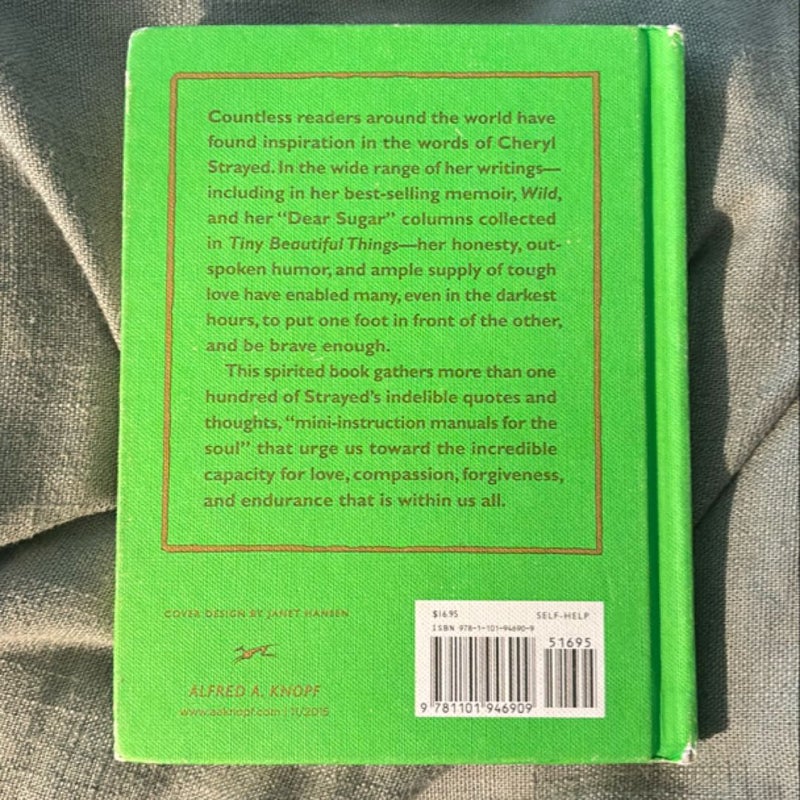 Countless readers around the world have
found inspiration in the words of Cheryl
Strayed. In the wide range of her writings—
including in her best-selling memoir, Wild,
and her “Dear Sugar” columns collected
in Tiny Beautiful Things—her honesty, out-
spoken humor, and ample supply of tough
love have enabled many, even in the darkest
hours, to put one foot in front of the other,
and be brave enough.
This spirited book gathers more than one
hundred of Strayed’s indelible quotes and
thoughts, “mini-instruction manuals for the
soul” that urge us toward the incredible
capacity for love, compassion, forgiveness,
and endurance that is within us all.
COVER DESIGN BY JANET HANSEN
ALFRED A. KNOPF
www.aaknopf.com | 11/2015
$16.95 SELF-HELP
ISBN 978-1-101-94690-9
51695
9 781101 946909